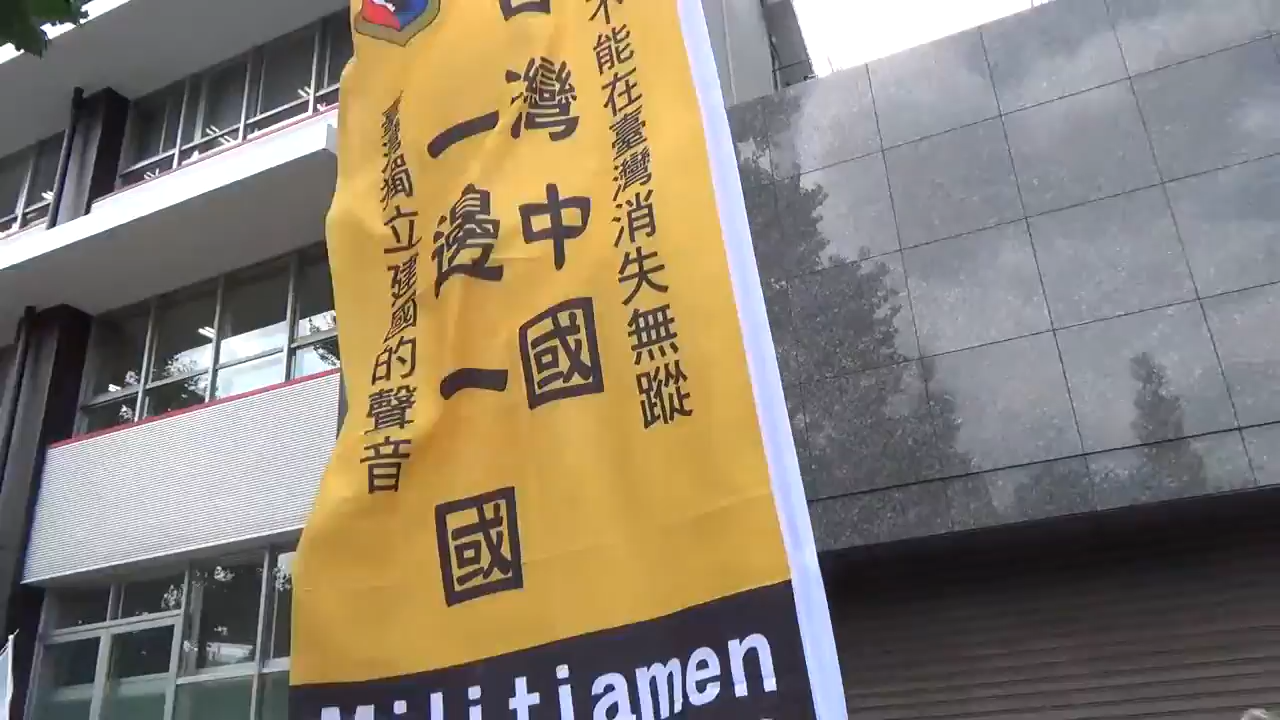 不能在臺灣消失無蹤
台灣中國
一邊一國
臺灣獨立建國的聲音
Militiamen